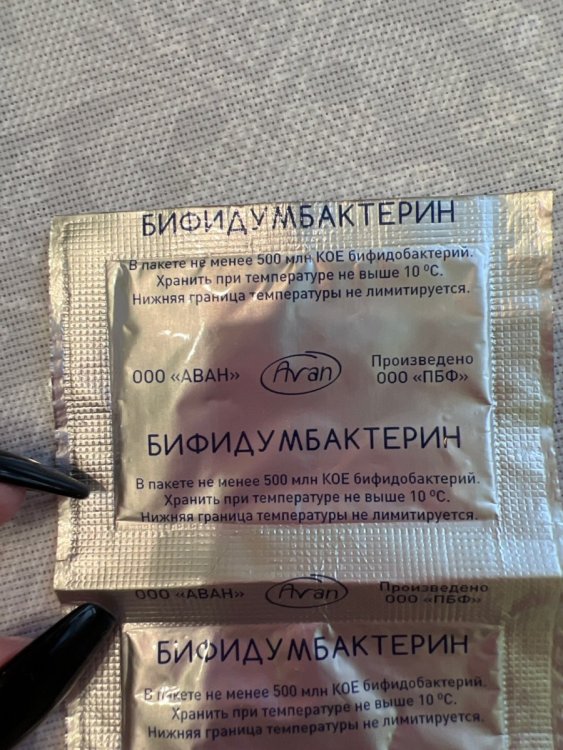 БИФИДУМБАКТЕРИН
В пакете не менее 500 млн КОЕ бифидобактерий.
Хранить при температуре не выше 10 ºС.
Нижняя граница температуры не лимитируется.
ООО «АВАН» Avan Произведено ООО «ПБФ»
БИФИДУМБАКТЕРИН
В пакете не менее 500 млн КОЕ бифидобактерий.
Хранить при температуре не выше 10 ºС.
Нижняя граница температуры не лимитируется.
ООО «АВАН» Avan Произведено ООО «ПБФ»
БИФИДУМБАКТЕРИН
В пакете не менее 500 млн КОЕ бифидобактерий.
Хранить при температуре не выше 10 ºС.
Нижняя граница температуры не лимитируется.